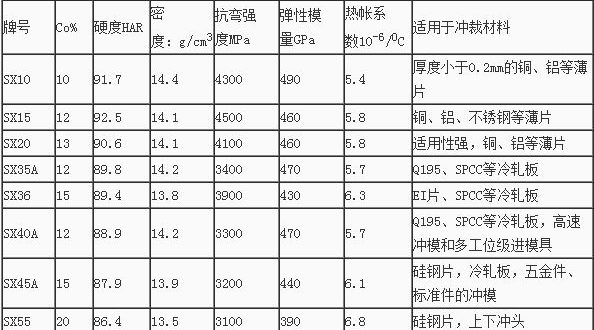 牌号 Co% 硬度HAR 密度：g/cm3 抗弯强度MPa 弹性模量GPa 热帐系数10-6/0C 适用于冲裁材料
SX10 10 91.7 14.4 4300 490 5.4 厚度小于0.2mm的铜、铝等薄片
SX15 12 92.5 14.1 4500 460 5.8 铜、铝、不锈钢等薄片
SX20 13 90.6 14.1 4100 460 5.8 适用性强，铜、铝等薄片
SX35A 12 89.8 14.2 3400 470 5.7 Q195、SPCC等冷轧板
SX36 15 89.4 13.8 3900 430 6.3 EI片、SPCC等冷轧板
SX40A 12 88.9 14.2 3300 470 5.7 Q195、SPCC等冷轧板，高速冲模和多工位级进模具
SX45A 15 87.9 13.9 3200 440 6.1 硅钢片，冷轧板，五金件、标准件的冲模
SX55 20 86.4 13.5 3100 390 6.8 硅钢片，上下冲头